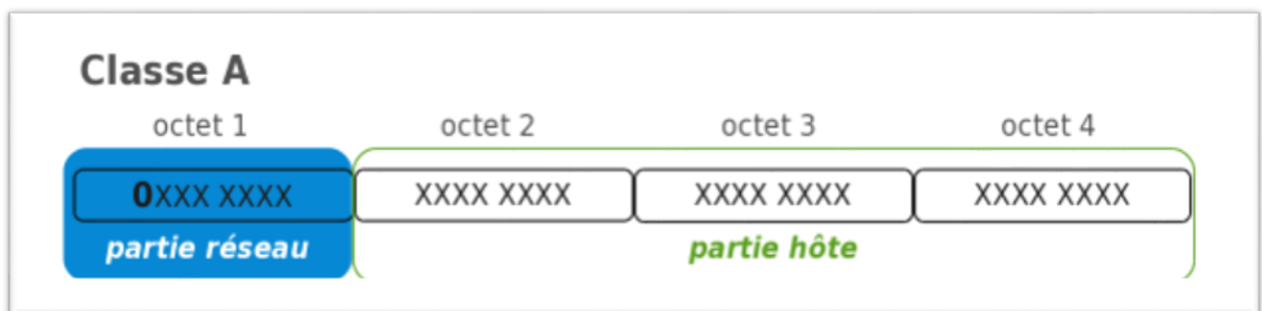 Classe A
octet 1 octet 2 octet 3 octet 4
0XXX XXXX XXXX XXXX XXXX XXXX XXXX XXXX
partie réseau partie hôte